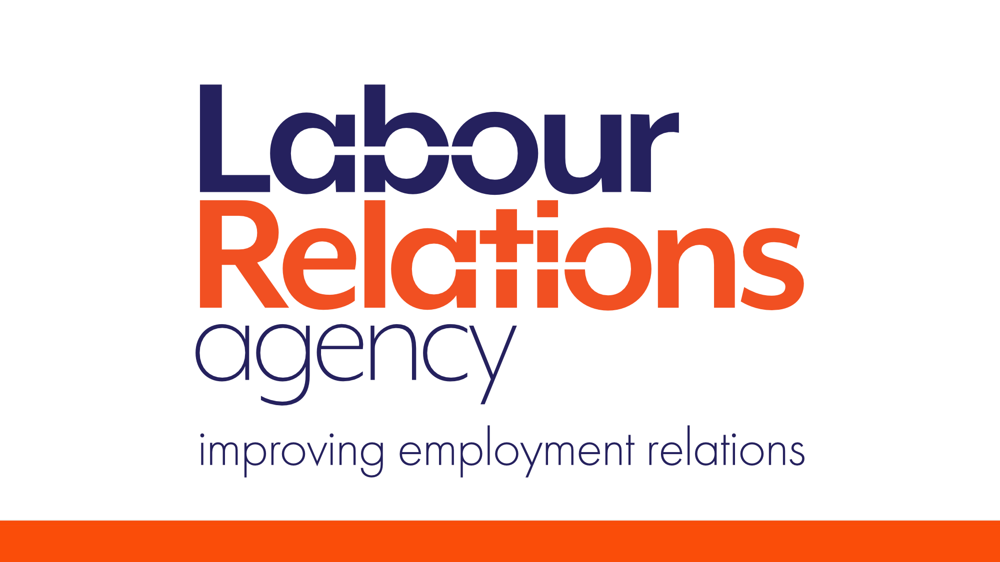 Labour
Relations
agency
improving employment relations